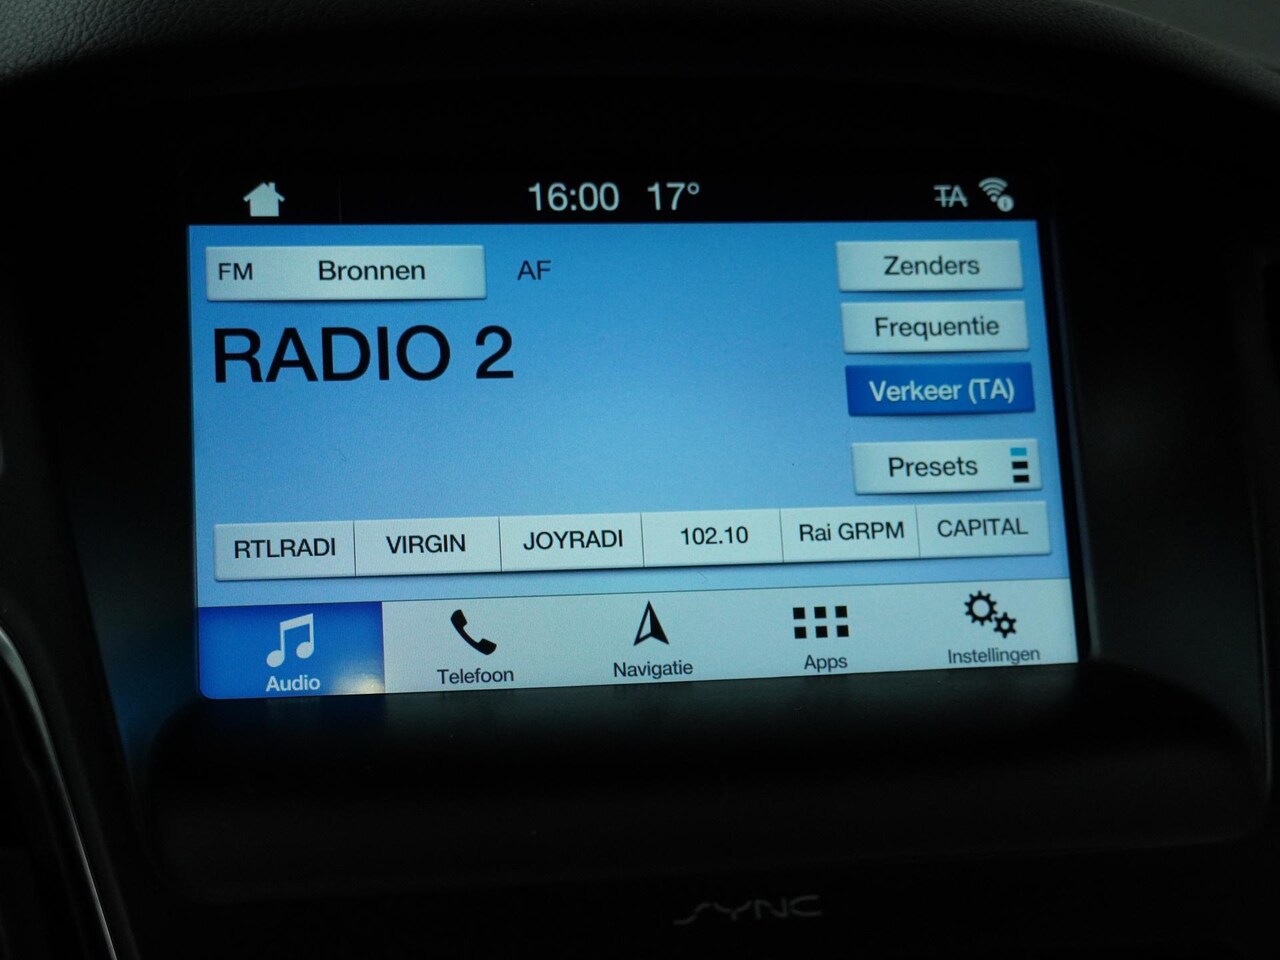 16:00 17° TA
FM Bronnen AF Zenders
RADIO 2
Frequentie
Verkeer (TA)
Presets
RTLRADI VIRGIN JOYRADI 102.10 Rai GRPM CAPITAL
Audio Telefoon Navigatie Apps Instellingen
SYNC